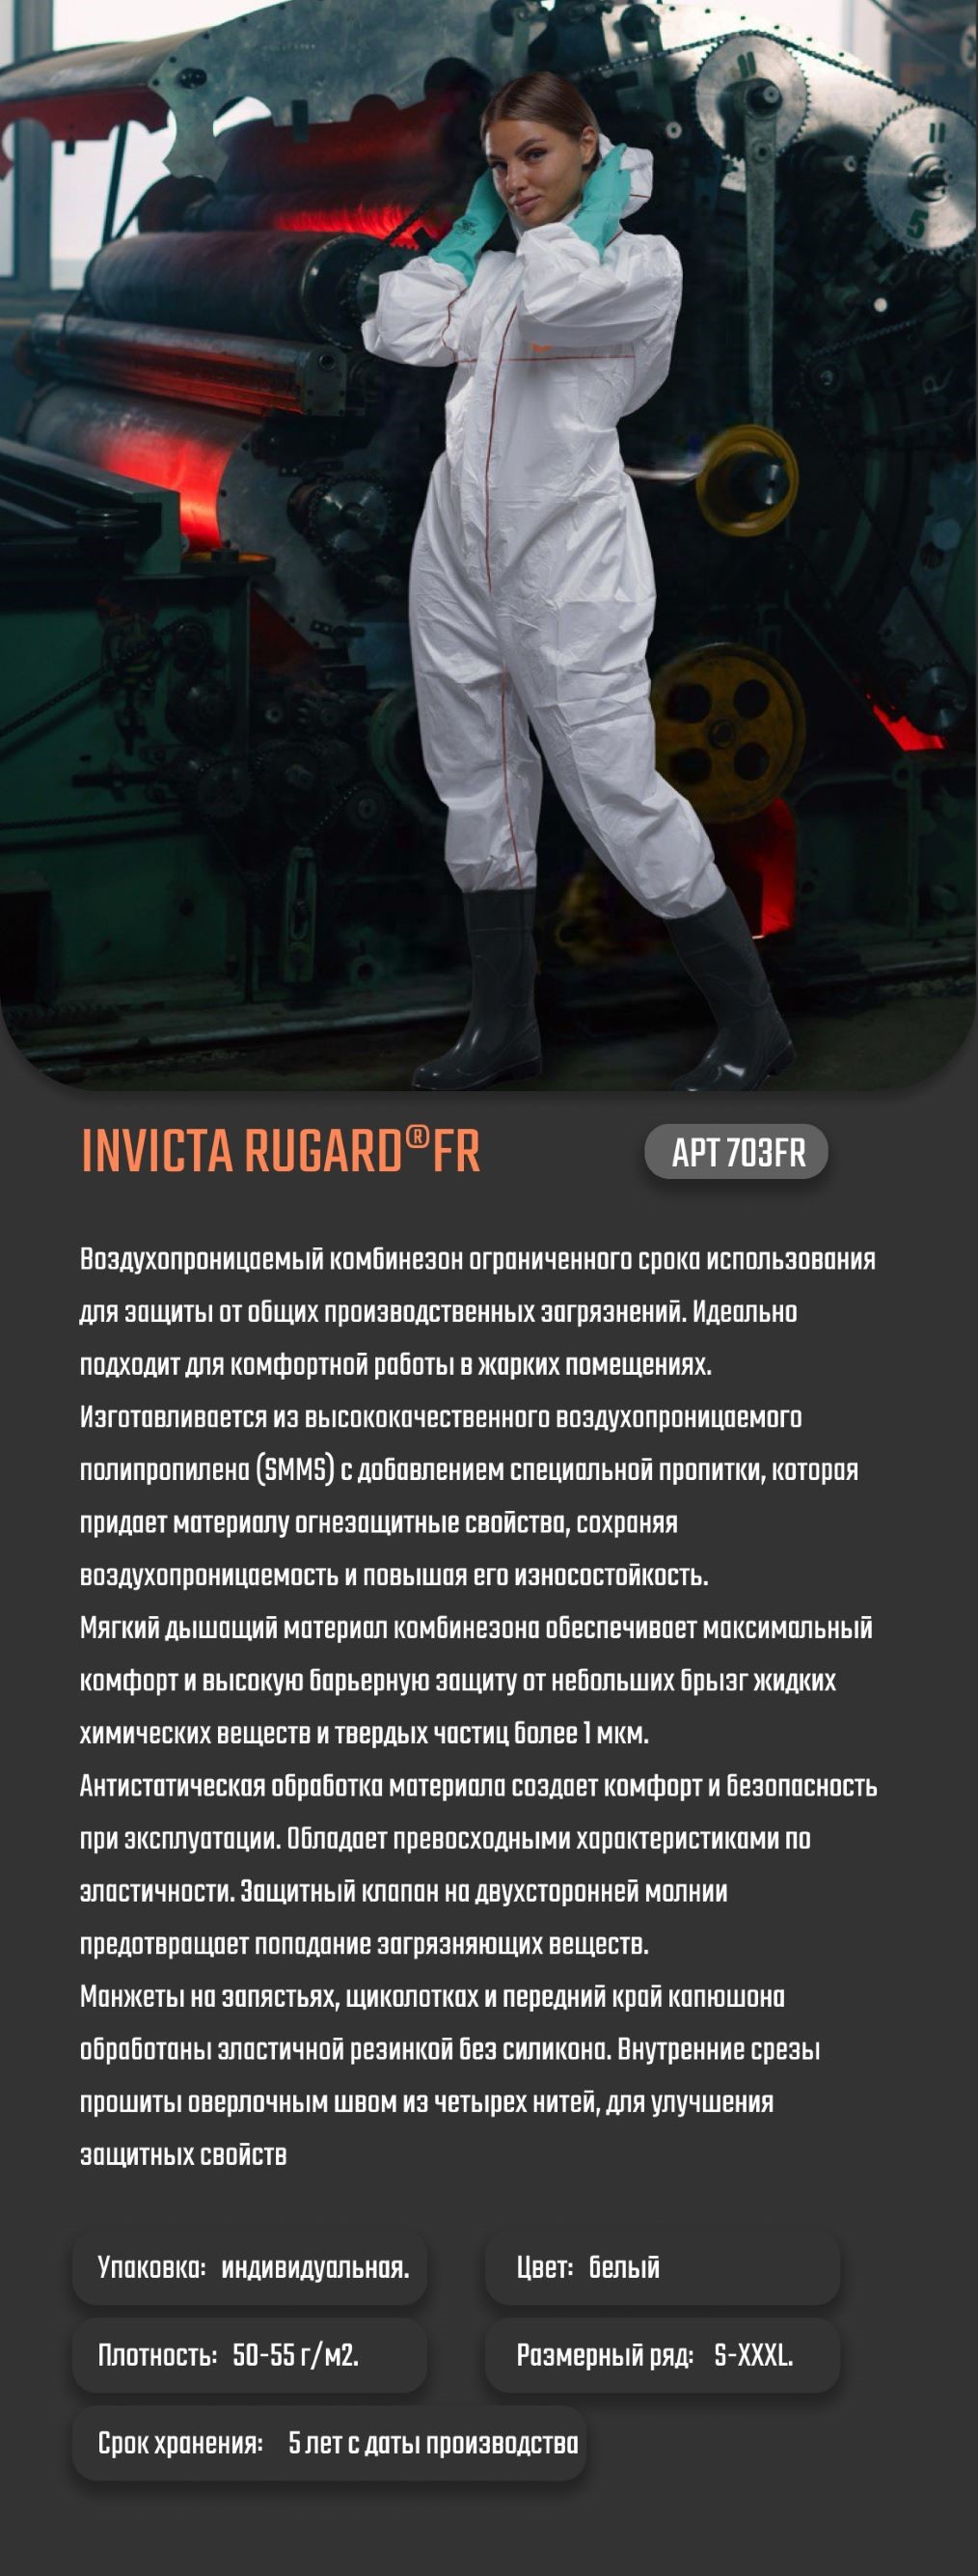 5
INVICTA RUGARD®FR
АРТ 703FR
Воздухопроницаемый комбинезон ограниченного срока использования
для защиты от общих производственных загрязнений. Идеально
подходит для комфортной работы в жарких помещениях.
Изготавливается из высококачественного воздухопроницаемого
полипропилена (SMMS) с добавлением специальной пропитки, которая
придает материалу огнезащитные свойства, сохраняя
воздухопроницаемость и повышая его износостойкость.
Мягкий дышащий материал комбинезона обеспечивает максимальный
комфорт и высокую барьерную защиту от небольших брызг жидких
химических веществ и твердых частиц более 1 мкм.
Антистатическая обработка материала создает комфорт и безопасность
при эксплуатации. Обладает превосходными характеристиками по
эластичности. Защитный клапан на двухсторонней молнии
предотвращает попадание загрязняющих веществ.
Манжеты на запястьях, щиколотках и передний край капюшона
обработаны эластичной резинкой без силикона. Внутренние срезы
прошиты оверлочным швом из четырех нитей, для улучшения
защитных свойств
Упаковка: индивидуальная.
Цвет: белый
Плотность: 50-55 г/м2.
Размерный ряд: S-XXXL.
Срок хранения: 5 лет с даты производства